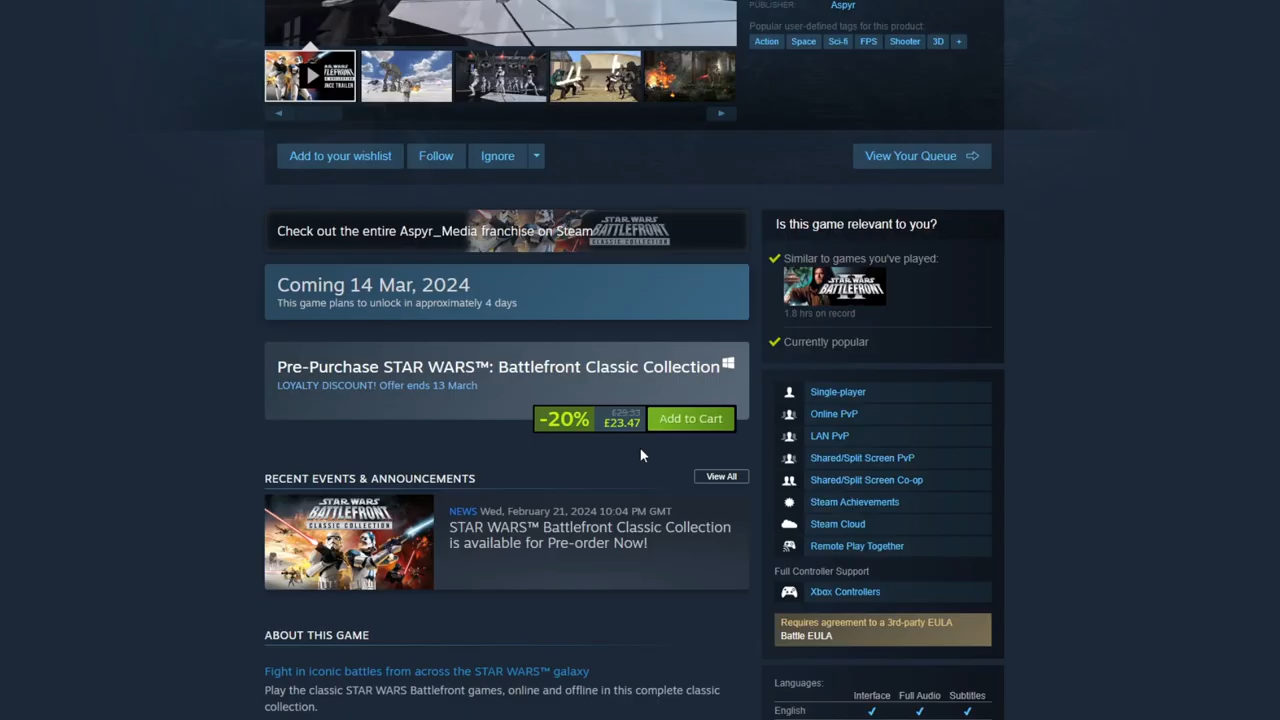 PUBLISHER: Aspyr
Popular user-defined tags for this product:
Action Space Sci-fi FPS Shooter 3D +
Add to your wishlist Follow Ignore
View Your Queue
Check out the entire Aspyr_Media franchise on Steam
STAR WARS
BATTLEFRONT
CLASSIC COLLECTION
Is this game relevant to you?
Similar to games you've played:
BATTLEFRONT II
1.8 hrs on record
Currently popular
Coming 14 Mar, 2024
This game plans to unlock in approximately 4 days
Pre-Purchase STAR WARS™: Battlefront Classic Collection
LOYALTY DISCOUNT! Offer ends 13 March
-20% £29.33 £23.47 Add to Cart
Single-player
Online PvP
LAN PvP
Shared/Split Screen PvP
Shared/Split Screen Co-op
Steam Achievements
Steam Cloud
Remote Play Together
Full Controller Support
Xbox Controllers
Requires agreement to a 3rd-party EULA
Battle EULA
Languages:
Interface Full Audio Subtitles
English ✔ ✔ ✔
RECENT EVENTS & ANNOUNCEMENTS View All
STAR WARS
BATTLEFRONT
CLASSIC COLLECTION
NEWS Wed, February 21, 2024 10:04 PM GMT
STAR WARS™ Battlefront Classic Collection
is available for Pre-order Now!
ABOUT THIS GAME
Fight in iconic battles from across the STAR WARS™ galaxy
Play the classic STAR WARS Battlefront games, online and offline in this complete classic
collection.